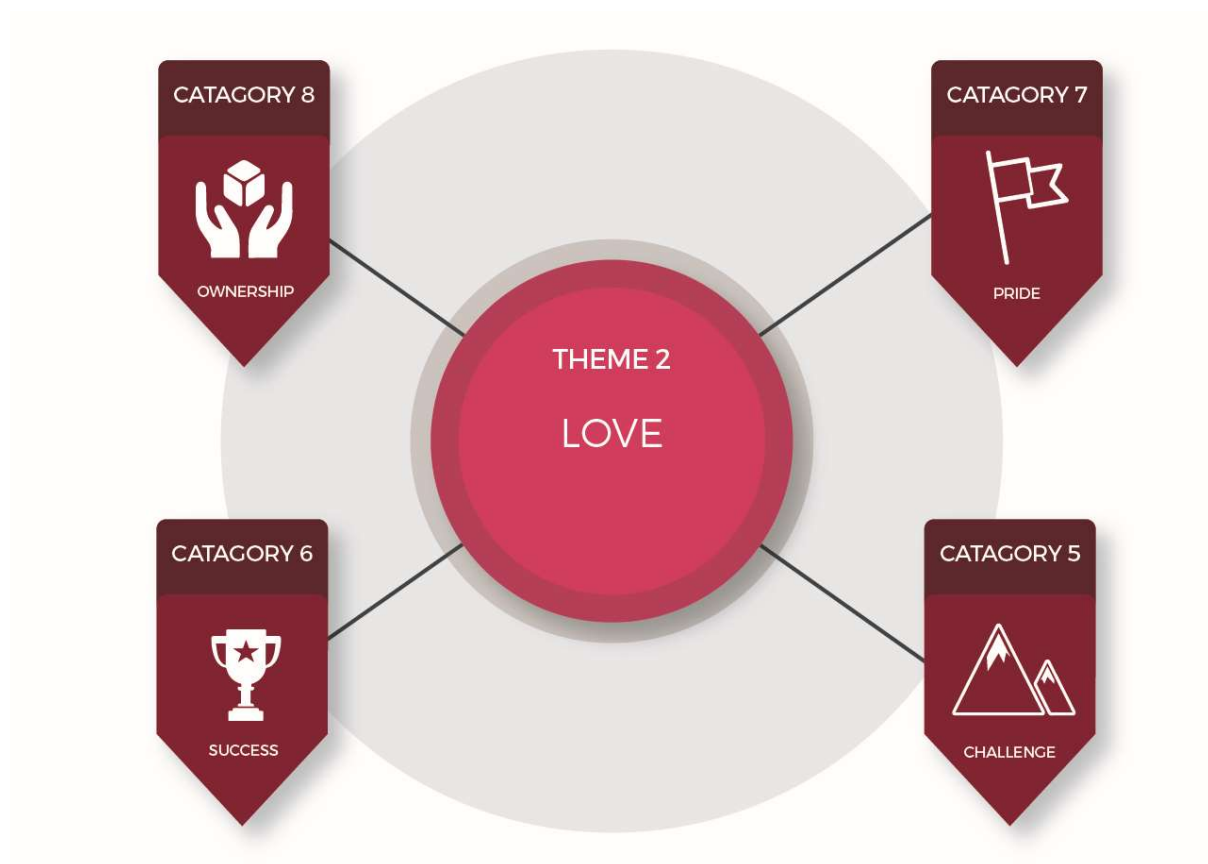 CATAGORY 8
OWNERSHIP
CATAGORY 7
PRIDE
THEME 2
LOVE
CATAGORY 6
SUCCESS
CATAGORY 5
CHALLENGE